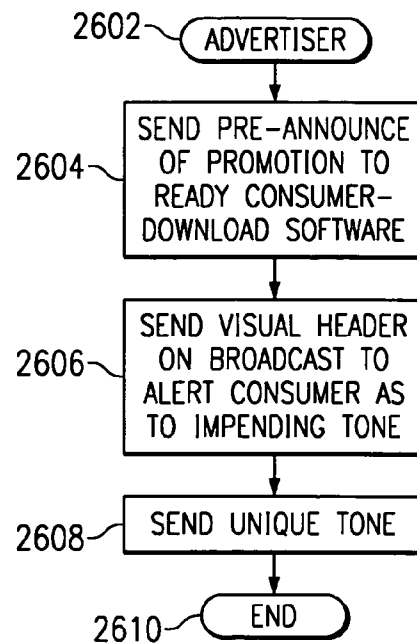 2602
ADVERTISER
2604
SEND PRE-ANNOUNCE
OF PROMOTION TO
READY CONSUMER-
DOWNLOAD SOFTWARE
2606
SEND VISUAL HEADER
ON BROADCAST TO
ALERT CONSUMER AS
TO IMPENDING TONE
2608
SEND UNIQUE TONE
2610
END